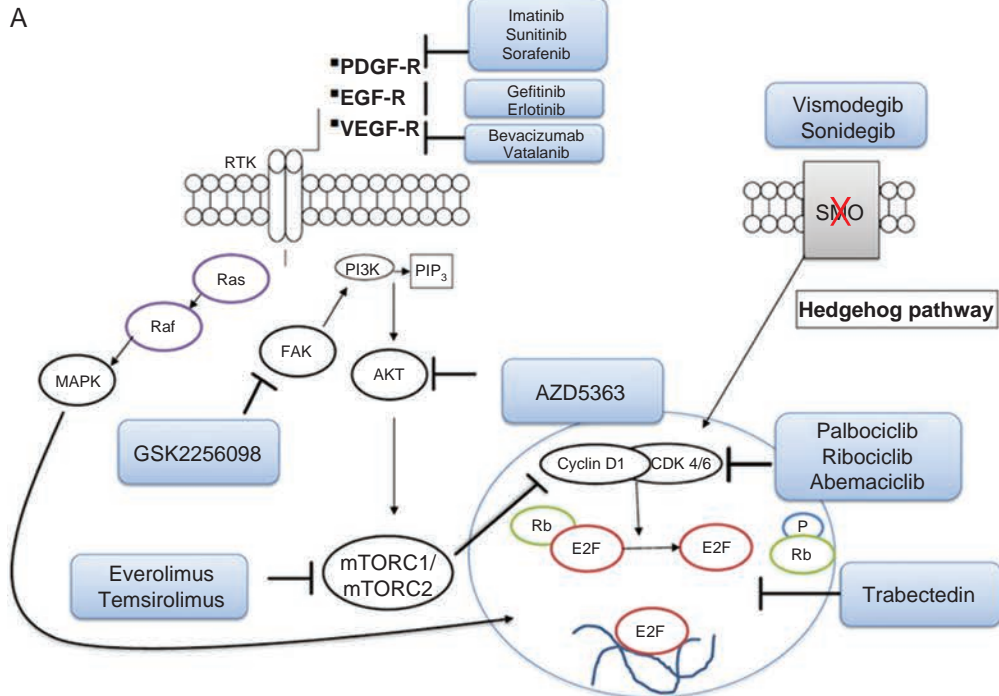 A
Imatinib
Sunitinib
Sorafenib
▪PDGF-R
▪EGF-R
Gefitinib
Erlotinib
▪VEGF-R
Bevacizumab
Vatalanib
Vismodegib
Sonidegib
RTK
SMO
Ras
PI3K
PIP3
Hedgehog pathway
Raf
FAK
MAPK
AKT
AZD5363
GSK2256098
Palbociclib
Ribociclib
Abemaciclib
Cyclin D1
CDK 4/6
Rb
E2F
E2F
P
Rb
mTORC1/
mTORC2
Everolimus
Temsirolimus
Trabectedin
E2F